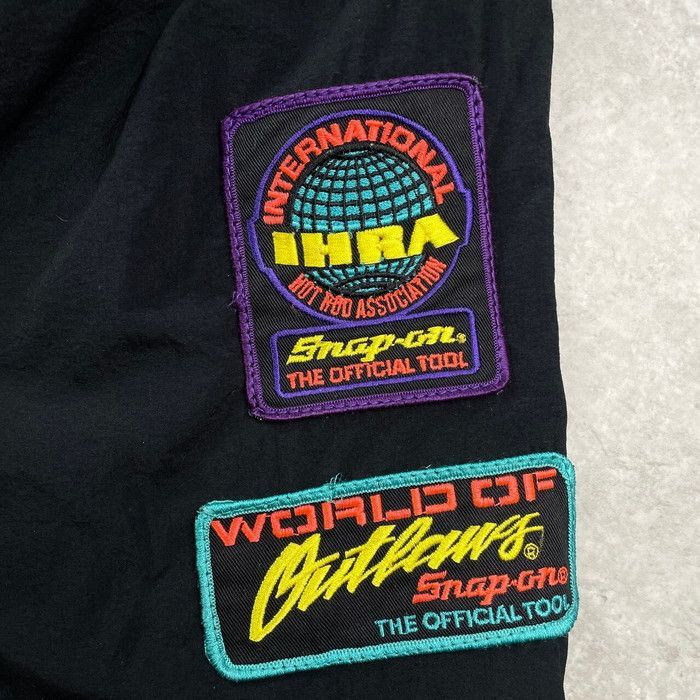 INTERNATIONAL
IHRA
HOT ROD ASSOCIATION
Snap-on®
THE OFFICIAL TOOL
WORLD OF
Outlaws®
Snap-on®
THE OFFICIAL TOOL